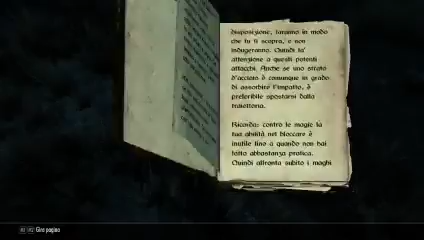 disposizione, faranno in modo
che tu ti scopra, e non
indugeranno. Quindi fa'
attenzione a questi potenti
attacchi. Anche se uno scudo
d'acciaio è comunque in grado
di assorbire l'impatto, è
preferibile spostarsi dalla
traiettoria.
Ricorda: contro le magie la
tua abilità nel bloccare è
inutile fino a quando non hai
fatto abbastanza pratica.
Quindi affronta subito i maghi
Gira pagina